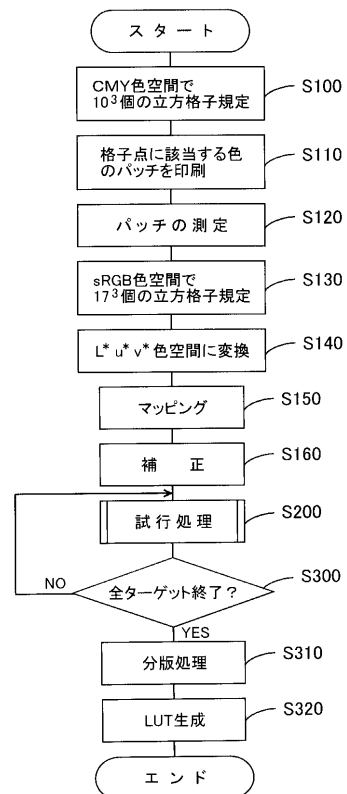 スタート
CMY色空間で
10³個の立方格子規定
S100
格子点に該当する色
のパッチを印刷
S110
パッチの測定
S120
sRGB色空間で
17³個の立方格子規定
S130
L* u* v* 色空間に変換
S140
マッピング
S150
補正
S160
試行処理
S200
全ターゲット終了？
S300
NO
YES
分版処理
S310
LUT生成
S320
エンド